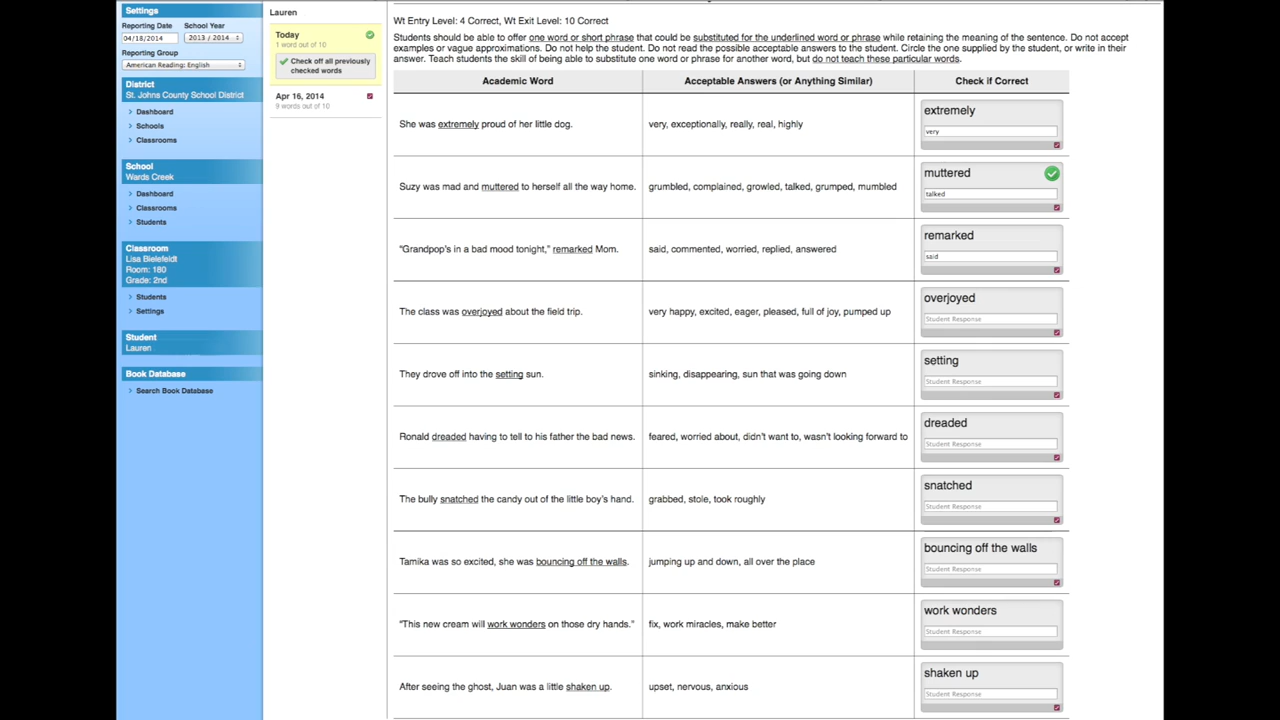 Settings
Reporting Date
School Year
04/18/2014
2013 / 2014
Reporting Group
American Reading: English
District
St. Johns County School District
Dashboard
Schools
Classrooms
School
Wards Creek
Dashboard
Classrooms
Students
Classroom
Lisa Bielefeldt
Room: 180
Grade: 2nd
Students
Settings
Student
Lauren
Book Database
Search Book Database
Lauren
Today
1 word out of 10
Check off all previously
checked words
Apr 16, 2014
9 words out of 10
Wt Entry Level: 4 Correct, Wt Exit Level: 10 Correct
Students should be able to offer one word or short phrase that could be substituted for the underlined word or phrase while retaining the meaning of the sentence. Do not accept
examples or vague approximations. Do not help the student. Do not read the possible acceptable answers to the student. Circle the one supplied by the student, or write in their
answer. Teach students the skill of being able to substitute one word or phrase for another word, but do not teach these particular words.
Academic Word
Acceptable Answers (or Anything Similar)
Check if Correct
She was extremely proud of her little dog.
very, exceptionally, really, real, highly
extremely
very
Suzy was mad and muttered to herself all the way home.
grumbled, complained, growled, talked, grumped, mumbled
muttered
talked
“Grandpop’s in a bad mood tonight,” remarked Mom.
said, commented, worried, replied, answered
remarked
said
The class was overjoyed about the field trip.
very happy, excited, eager, pleased, full of joy, pumped up
overjoyed
Student Response
They drove off into the setting sun.
sinking, disappearing, sun that was going down
setting
Student Response
Ronald dreaded having to tell to his father the bad news.
feared, worried about, didn’t want to, wasn’t looking forward to
dreaded
Student Response
The bully snatched the candy out of the little boy’s hand.
grabbed, stole, took roughly
snatched
Student Response
Tamika was so excited, she was bouncing off the walls.
jumping up and down, all over the place
bouncing off the walls
Student Response
“This new cream will work wonders on those dry hands.”
fix, work miracles, make better
work wonders
Student Response
After seeing the ghost, Juan was a little shaken up.
upset, nervous, anxious
shaken up
Student Response